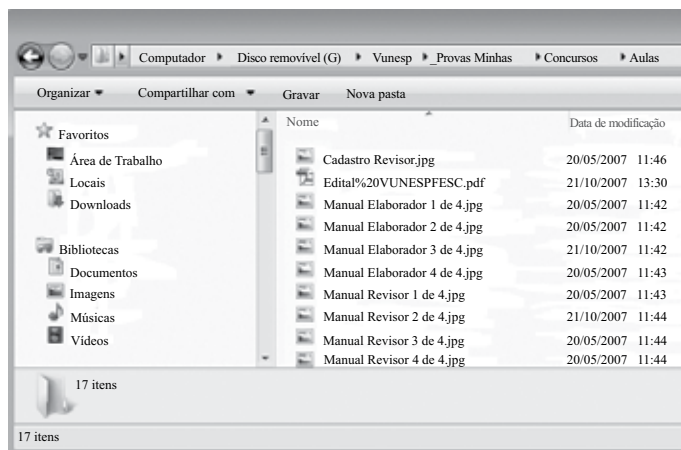 Computador Disco removível (G) Vunesp _Provas Minhas Concursos Aulas
Organizar Compartilhar com Gravar Nova pasta
Nome Data de modificação
Favoritos
Área de Trabalho
Locais
Downloads
Bibliotecas
Documentos
Imagens
Músicas
Vídeos
Cadastro Revisor.jpg 20/05/2007 11:46
Edital%20VUNESPFESC.pdf 21/10/2007 13:30
Manual Elaborador 1 de 4.jpg 20/05/2007 11:42
Manual Elaborador 2 de 4.jpg 20/05/2007 11:42
Manual Elaborador 3 de 4.jpg 21/10/2007 11:42
Manual Elaborador 4 de 4.jpg 20/05/2007 11:43
Manual Revisor 1 de 4.jpg 20/05/2007 11:43
Manual Revisor 2 de 4.jpg 21/10/2007 11:44
Manual Revisor 3 de 4.jpg 20/05/2007 11:44
Manual Revisor 4 de 4.jpg 20/05/2007 11:44
17 itens
17 itens